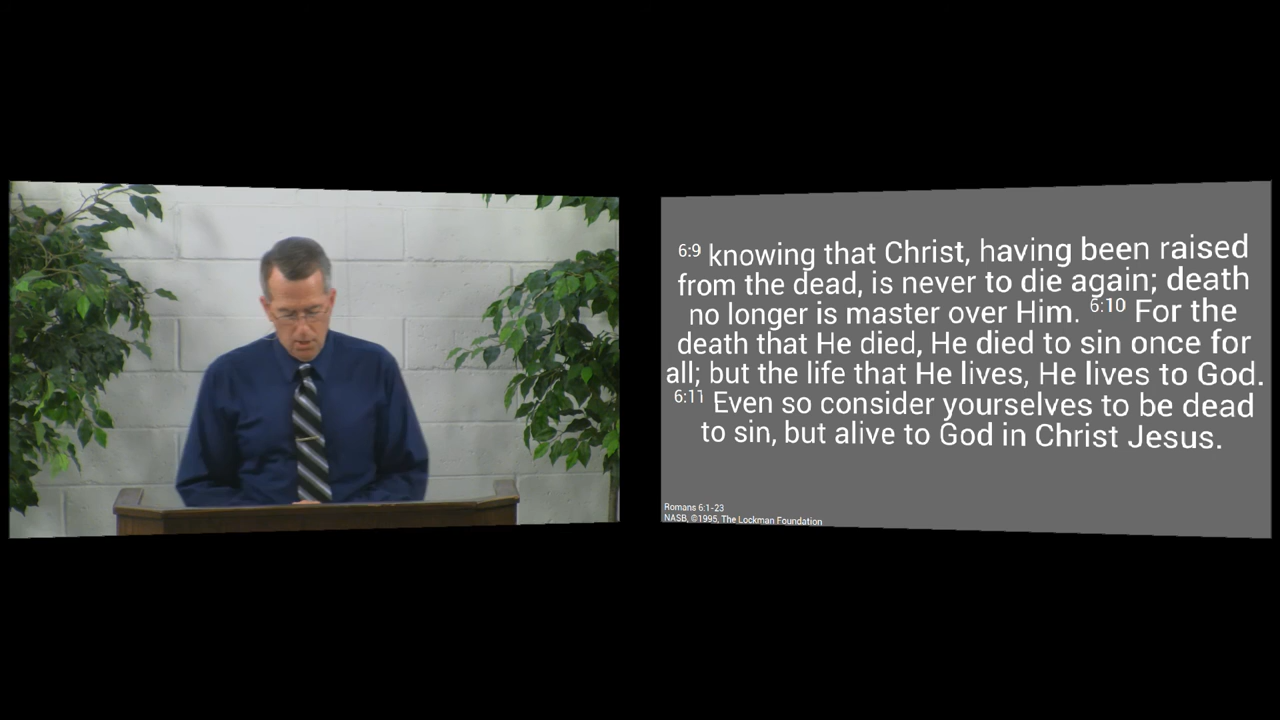 6:9 knowing that Christ, having been raised
from the dead, is never to die again; death
no longer is master over Him. 6:10 For the
death that He died, He died to sin once for
all; but the life that He lives, He lives to God.
6:11 Even so consider yourselves to be dead
to sin, but alive to God in Christ Jesus.
Romans 6:1-23
NASB, ©1995, The Lockman Foundation